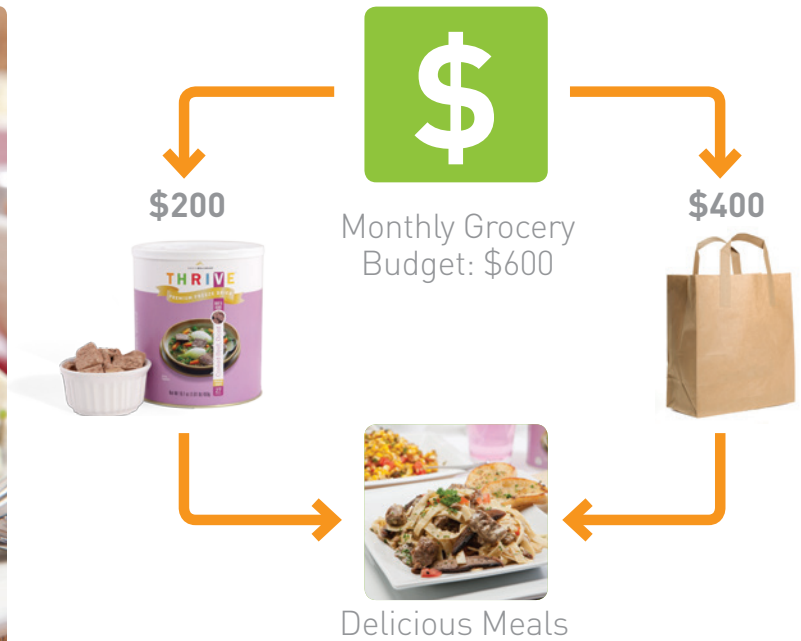 $
$200
Monthly Grocery
Budget: $600
$400
THRIVE
Delicious Meals